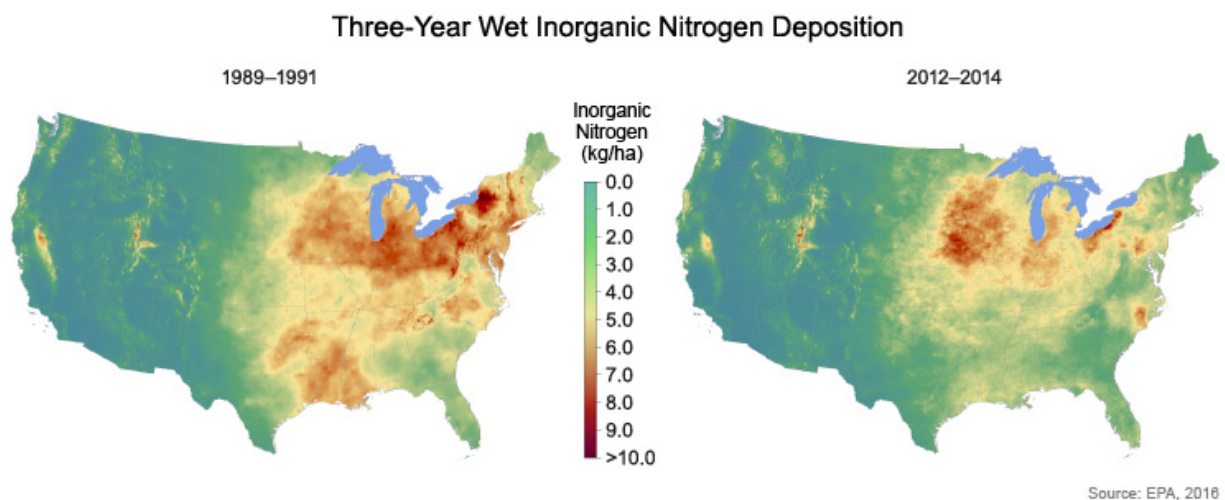 Three-Year Wet Inorganic Nitrogen Deposition
1989–1991
2012–2014
Inorganic
Nitrogen
(kg/ha)
0.0
1.0
2.0
3.0
4.0
5.0
6.0
7.0
8.0
9.0
>10.0
Source: EPA, 2016